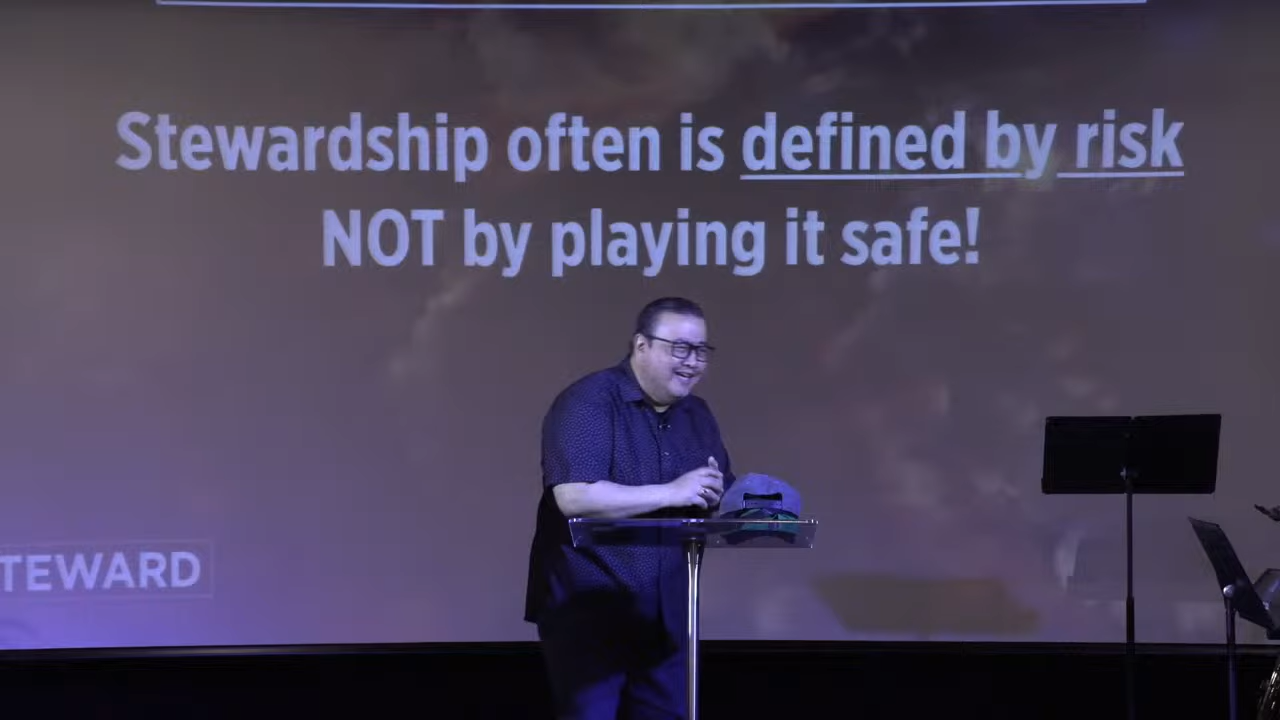 Stewardship often is defined by risk
NOT by playing it safe!
TEWARD